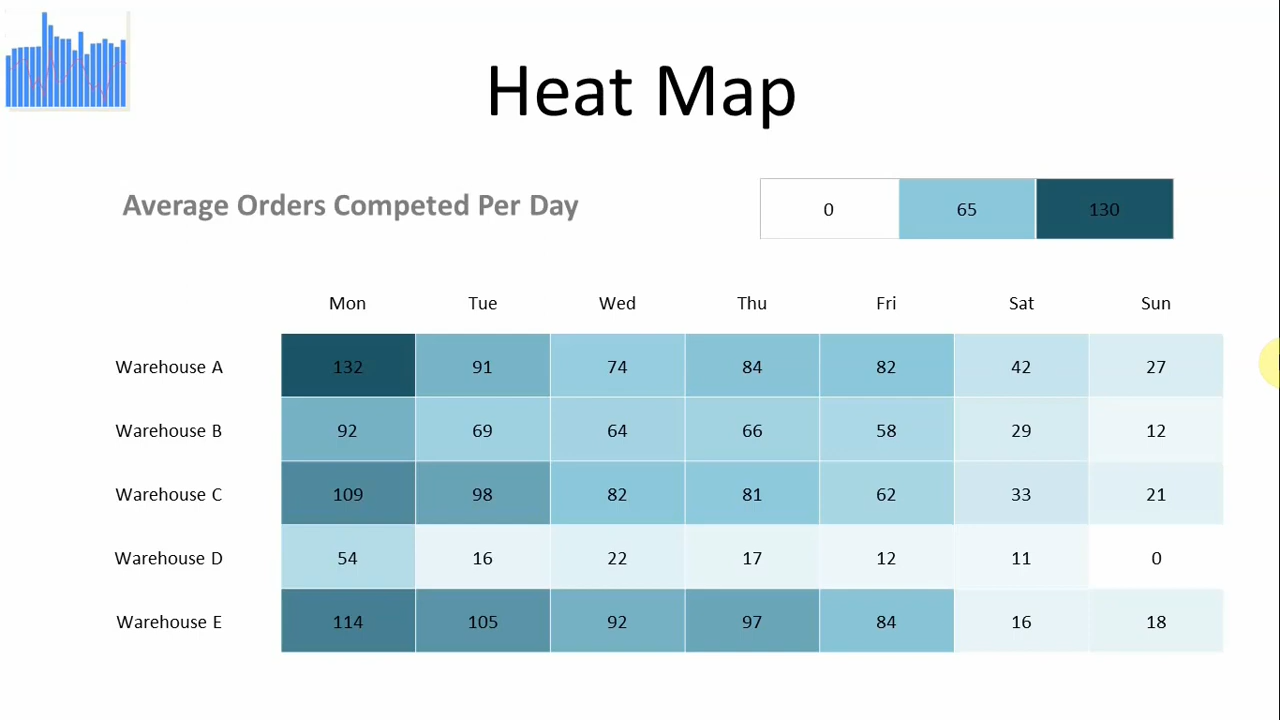 Heat Map
Average Orders Competed Per Day
0 65 130
Mon Tue Wed Thu Fri Sat Sun
Warehouse A 132 91 74 84 82 42 27
Warehouse B 92 69 64 66 58 29 12
Warehouse C 109 98 82 81 62 33 21
Warehouse D 54 16 22 17 12 11 0
Warehouse E 114 105 92 97 84 16 18